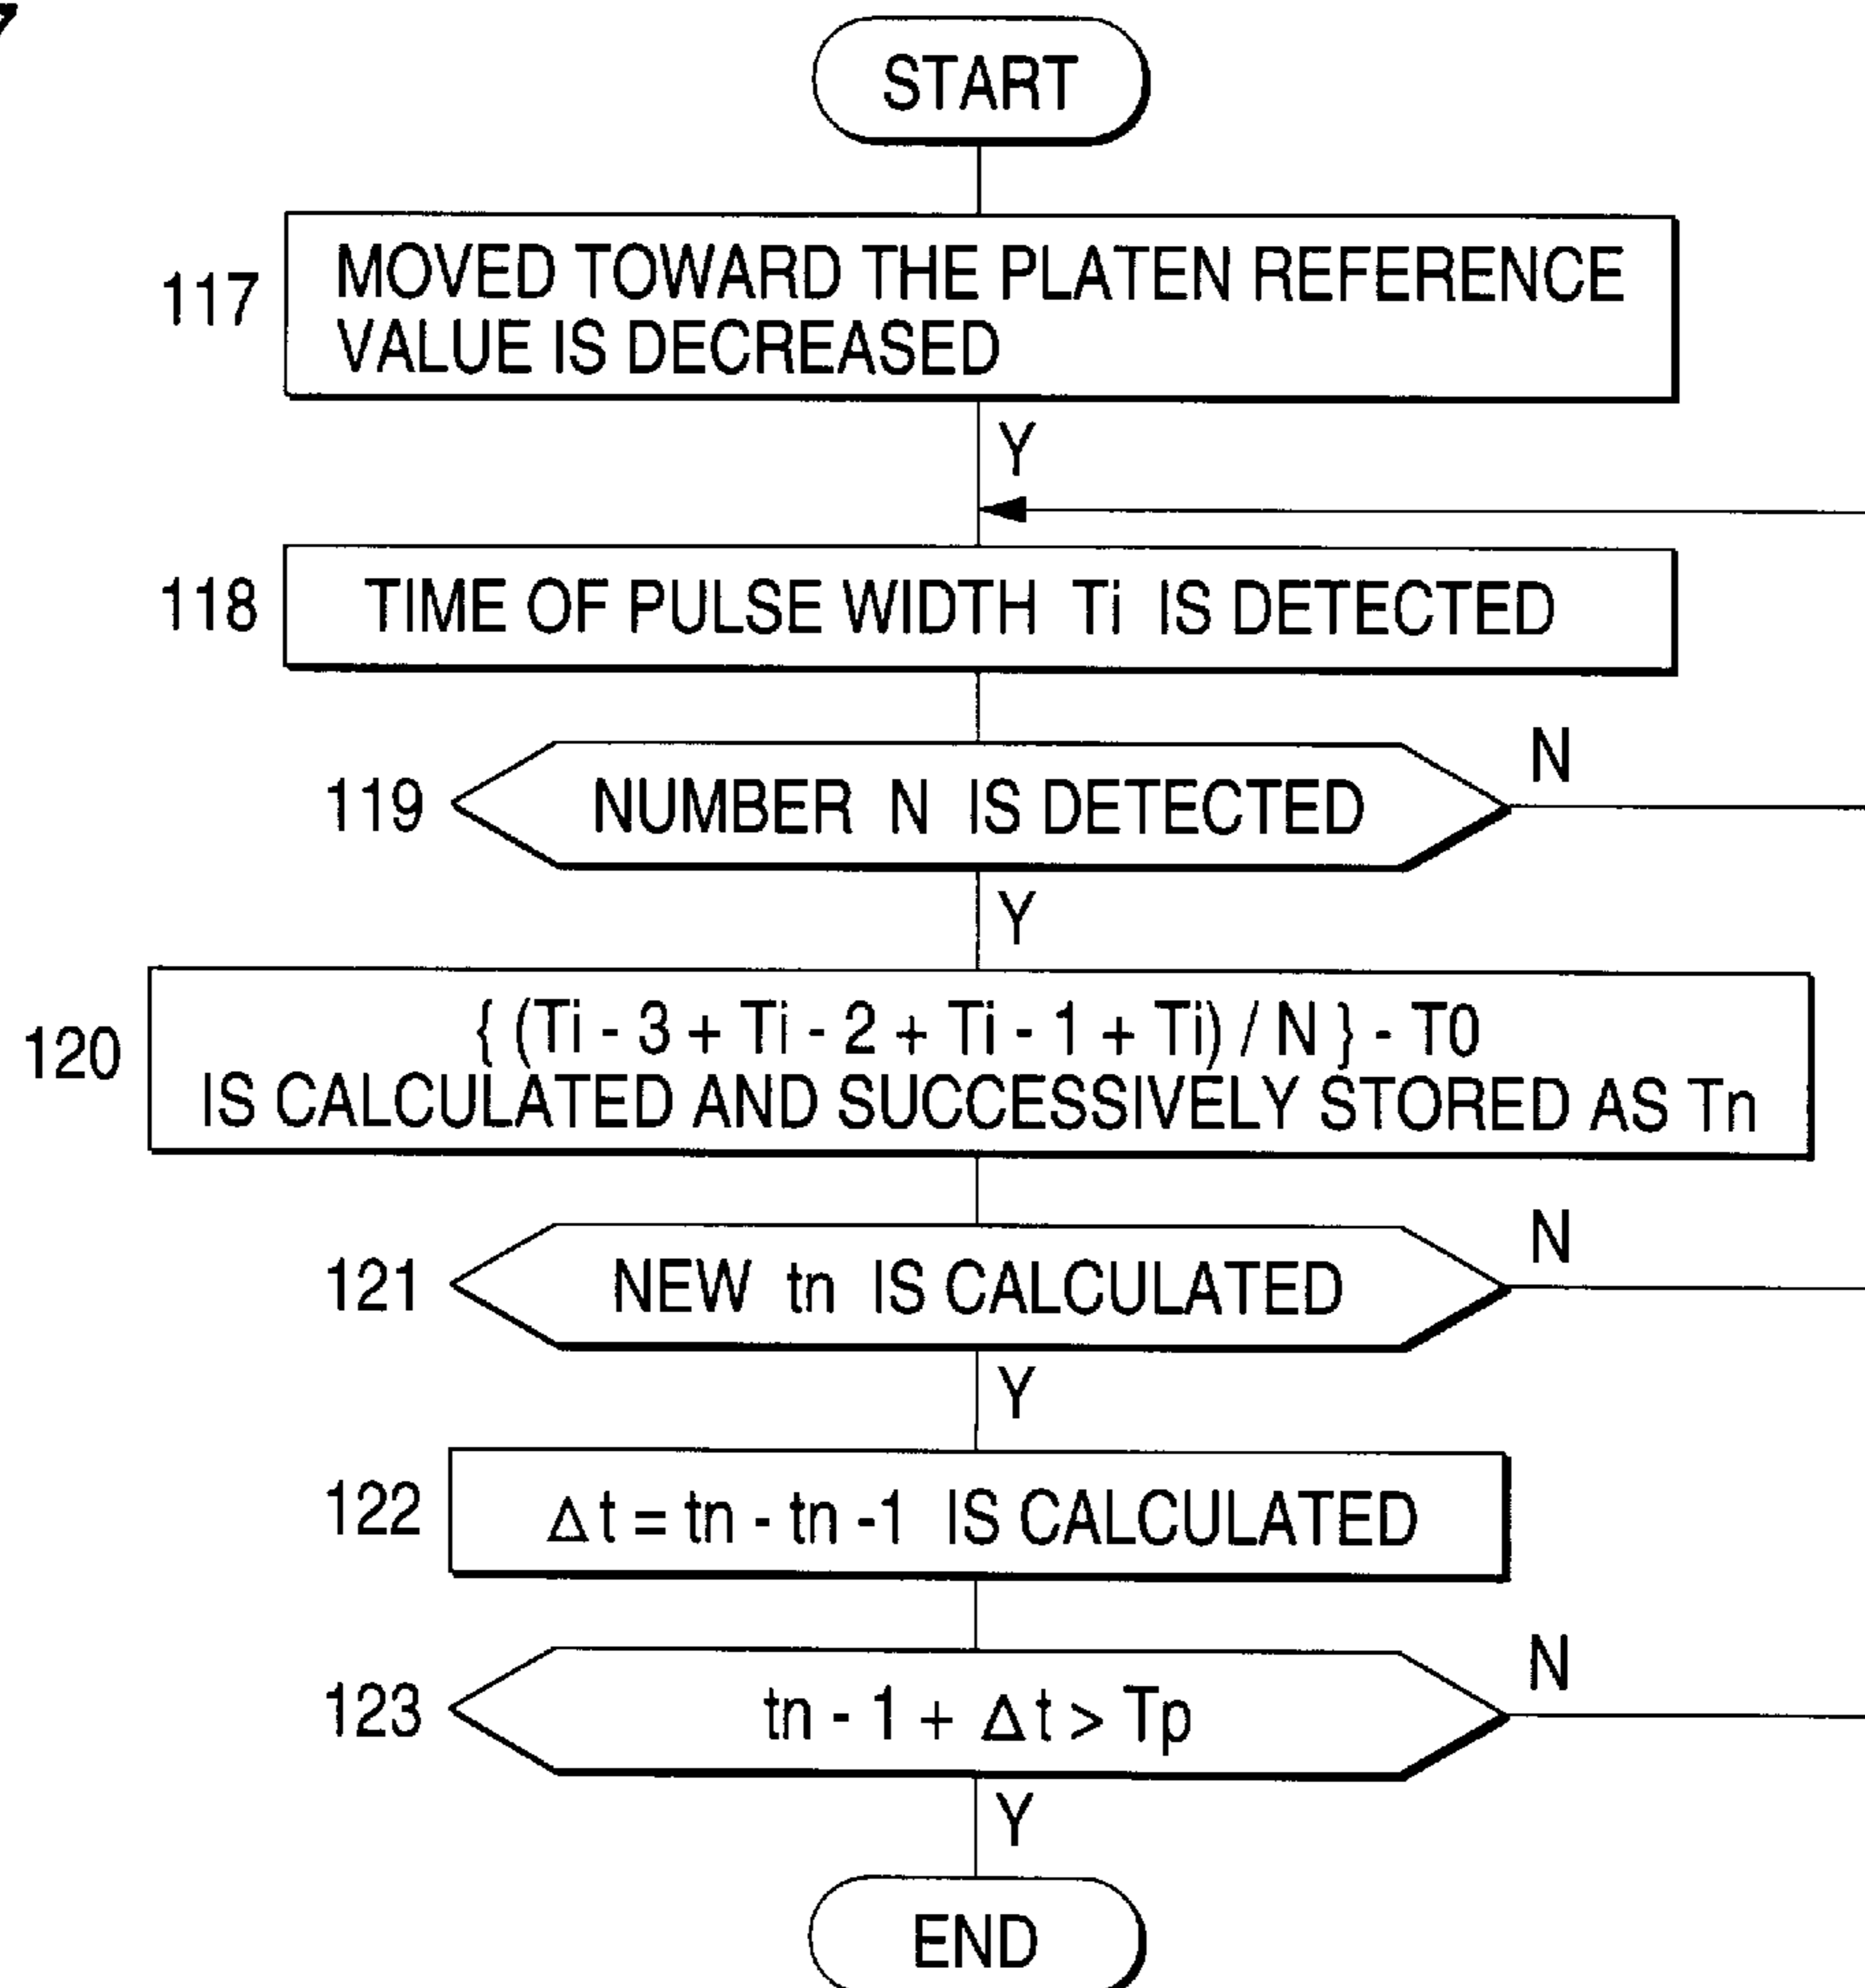 START
117
MOVED TOWARD THE PLATEN REFERENCE
VALUE IS DECREASED
Y
118
TIME OF PULSE WIDTH Ti IS DETECTED
119
NUMBER N IS DETECTED
N
Y
120
{ (Ti - 3 + Ti - 2 + Ti - 1 + Ti) / N } - T0
IS CALCULATED AND SUCCESSIVELY STORED AS Tn
121
NEW tn IS CALCULATED
N
Y
122
Δt = tn - tn -1 IS CALCULATED
123
tn - 1 + Δt > Tp
N
Y
END